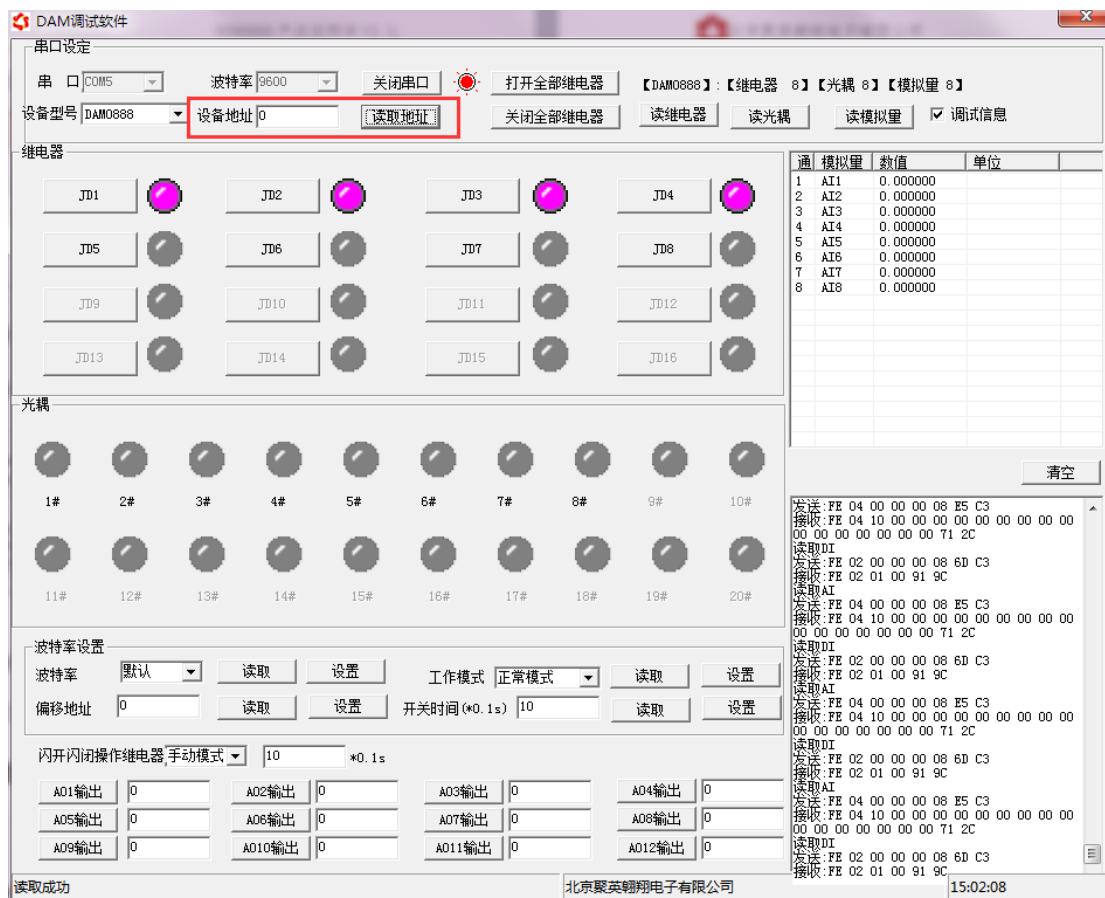 DAM调试软件
串口设定
串 口 COM5 波特率 9600 关闭串口 打开全部继电器 【DAM0888】:【继电器 8】【光耦 8】【模拟量 8】
设备型号 DAM0888 设备地址 0 读取地址 关闭全部继电器 读继电器 读光耦 读模拟量 调试信息
继电器
JD1 JD2 JD3 JD4
JD5 JD6 JD7 JD8
JD9 JD10 JD11 JD12
JD13 JD14 JD15 JD16
通 模拟量 数值 单位
1 AI1 0.000000
2 AI2 0.000000
3 AI3 0.000000
4 AI4 0.000000
5 AI5 0.000000
6 AI6 0.000000
7 AI7 0.000000
8 AI8 0.000000
光耦
1# 2# 3# 4# 5# 6# 7# 8# 9# 10#
11# 12# 13# 14# 15# 16# 17# 18# 19# 20#
清空
发送:FE 04 00 00 00 08 E5 C3
接收:FE 04 10 00 00 00 00 00 00 00 00 00
00 00 00 00 00 00 00 71 2C
读取DI
发送:FE 02 00 00 00 08 6D C3
接收:FE 02 01 00 91 9C
读取AI
发送:FE 04 00 00 00 08 E5 C3
接收:FE 04 10 00 00 00 00 00 00 00 00 00
00 00 00 00 00 00 00 71 2C
读取DI
发送:FE 02 00 00 00 08 6D C3
接收:FE 02 01 00 91 9C
读取AI
发送:FE 04 00 00 00 08 E5 C3
接收:FE 04 10 00 00 00 00 00 00 00 00 00
00 00 00 00 00 00 00 71 2C
读取DI
发送:FE 02 00 00 00 08 6D C3
接收:FE 02 01 00 91 9C
读取AI
发送:FE 04 00 00 00 08 E5 C3
接收:FE 04 10 00 00 00 00 00 00 00 00 00
00 00 00 00 00 00 00 71 2C
读取DI
发送:FE 02 00 00 00 08 6D C3
接收:FE 02 01 00 91 9C
波特率设置
波特率 默认 读取 设置 工作模式 正常模式 读取 设置
偏移地址 0 读取 设置 开关时间(*0.1s) 10 读取 设置
闪开闪闭操作继电器 手动模式 10 *0.1s
AO1输出 0 AO2输出 0 AO3输出 0 AO4输出 0
AO5输出 0 AO6输出 0 AO7输出 0 AO8输出 0
AO9输出 0 AO10输出 0 AO11输出 0 AO12输出 0
读取成功 北京聚英翱翔电子有限公司 15:02:08